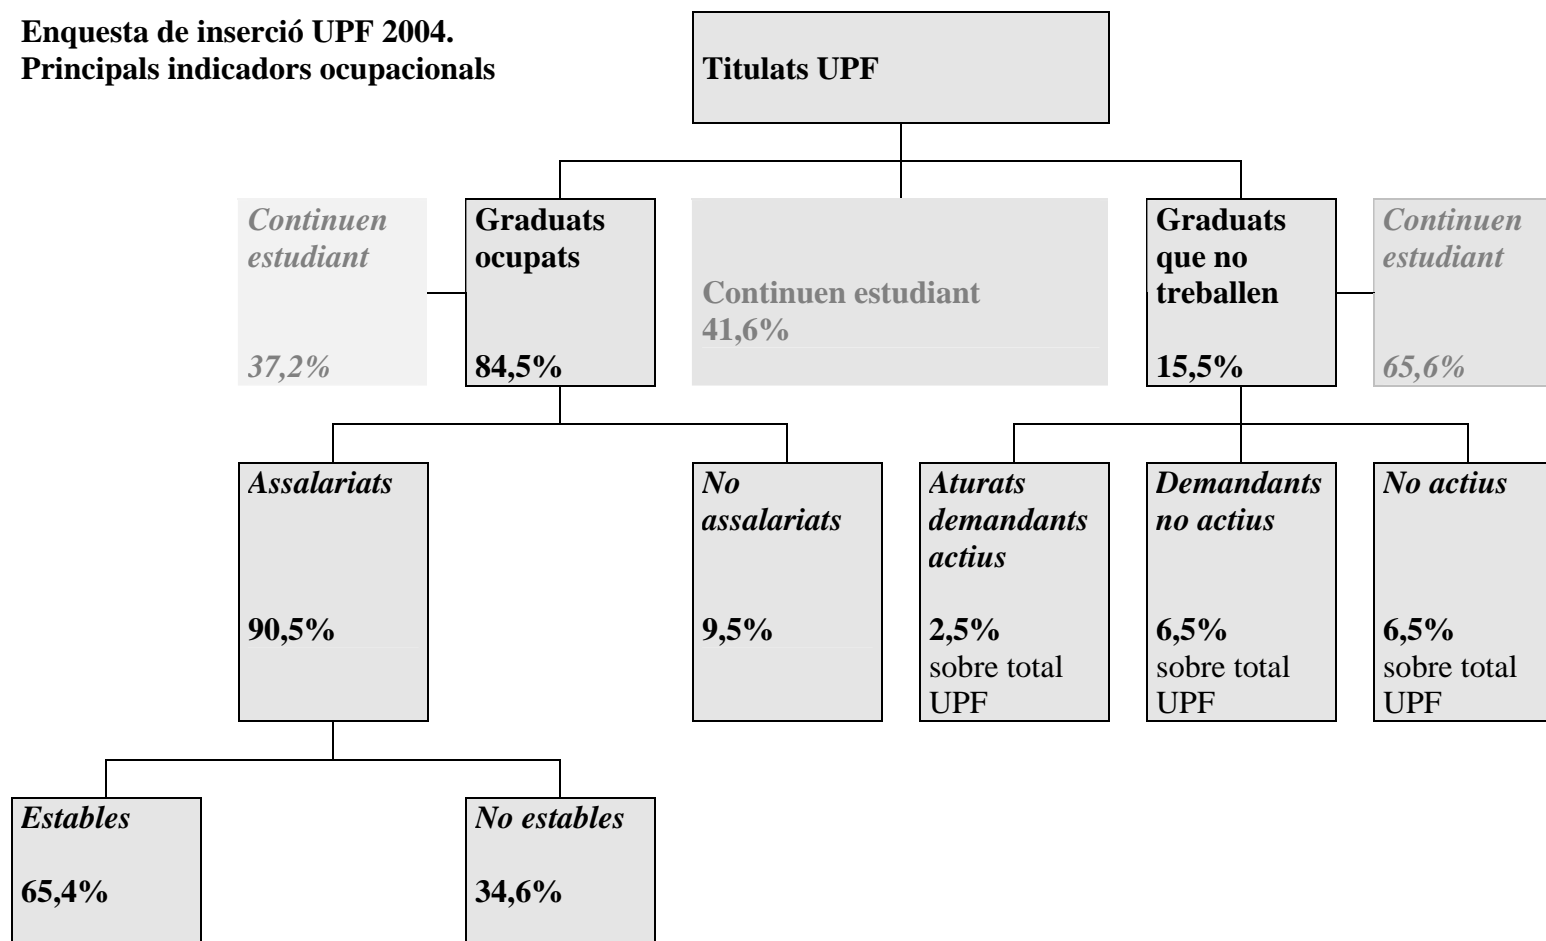 Enquesta de inserció UPF 2004.
Principals indicadors ocupacionals
Titulats UPF
Continuen
estudiant
37,2%
Graduats
ocupats
84,5%
Continuen estudiant
41,6%
Graduats
que no
treballen
15,5%
Continuen
estudiant
65,6%
Assalariats
90,5%
No
assalariats
9,5%
Aturats
demandants
actius
2,5%
sobre total
UPF
Demandants
no actius
6,5%
sobre total
UPF
No actius
6,5%
sobre total
UPF
Estables
65,4%
No estables
34,6%